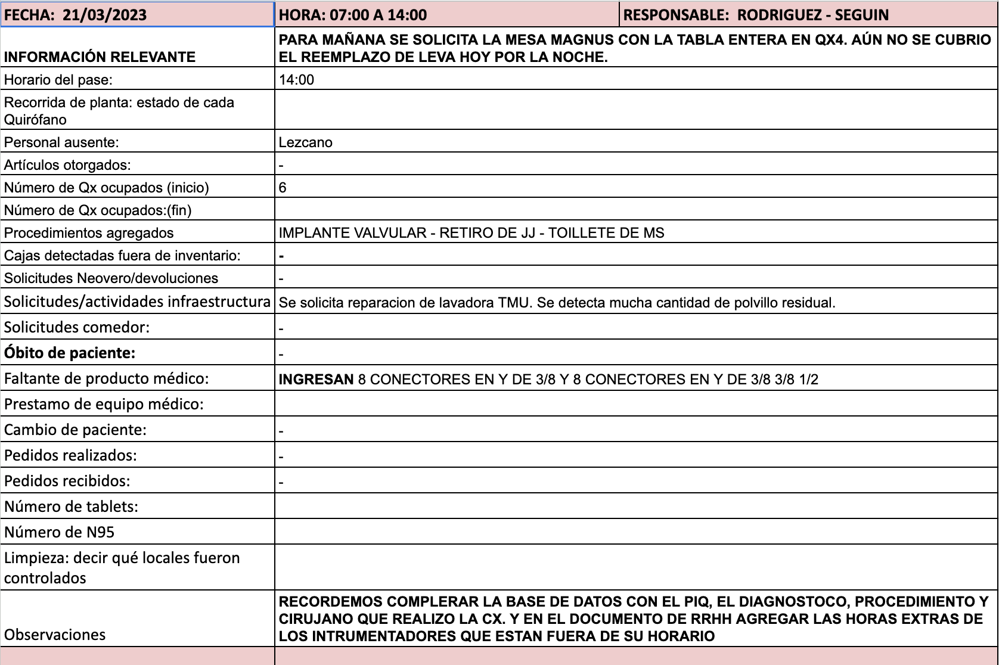 FECHA: 21/03/2023 HORA: 07:00 A 14:00 RESPONSABLE: RODRIGUEZ - SEGUIN
INFORMACIÓN RELEVANTE
PARA MAÑANA SE SOLICITA LA MESA MAGNUS CON LA TABLA ENTERA EN QX4. AÚN NO SE CUBRIO
EL REEMPLAZO DE LEVA HOY POR LA NOCHE.
Horario del pase: 14:00
Recorrida de planta: estado de cada
Quirófano
Personal ausente: Lezcano
Artículos otorgados: -
Número de Qx ocupados (inicio) 6
Número de Qx ocupados:(fin)
Procedimientos agregados IMPLANTE VALVULAR - RETIRO DE JJ - TOILLETE DE MS
Cajas detectadas fuera de inventario: -
Solicitudes Neovero/devoluciones -
Solicitudes/actividades infraestructura Se solicita reparacion de lavadora TMU. Se detecta mucha cantidad de polvillo residual.
Solicitudes comedor: -
Óbito de paciente: -
Faltante de producto médico: INGRESAN 8 CONECTORES EN Y DE 3/8 Y 8 CONECTORES EN Y DE 3/8 3/8 1/2
Prestamo de equipo médico:
Cambio de paciente: -
Pedidos realizados: -
Pedidos recibidos: -
Número de tablets:
Número de N95
Limpieza: decir qué locales fueron
controlados
Observaciones
RECORDEMOS COMPLERAR LA BASE DE DATOS CON EL PIQ, EL DIAGNOSTOCO, PROCEDIMIENTO Y
CIRUJANO QUE REALIZO LA CX. Y EN EL DOCUMENTO DE RRHH AGREGAR LAS HORAS EXTRAS DE
LOS INTRUMENTADORES QUE ESTAN FUERA DE SU HORARIO